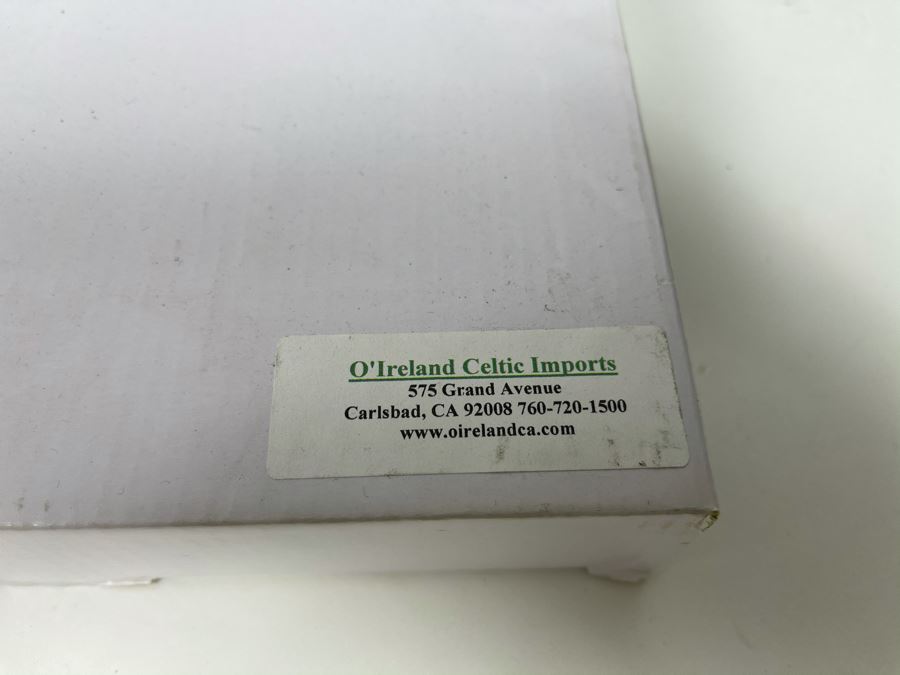 O'Ireland Celtic Imports
575 Grand Avenue
Carlsbad, CA 92008 760-720-1500
www.oirelandca.com